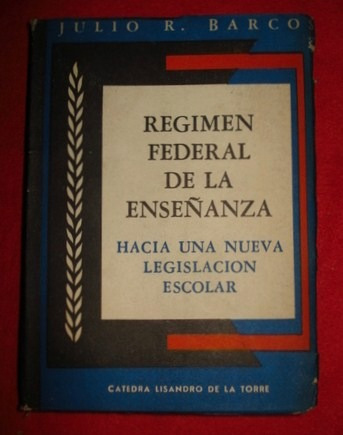 JULIO R. BARCO
REGIMEN
FEDERAL
DE LA
ENSEÑANZA
HACIA UNA NUEVA
LEGISLACION
ESCOLAR
CATEDRA LISANDRO DE LA TORRE